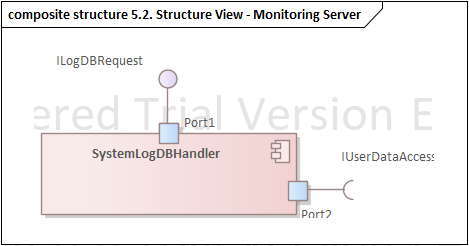 composite structure 5.2. Structure View - Monitoring Server
ILogDBRequest
ered Trial Version E
Port1
SystemLogDBHandler
IUserDataAccess
Port2